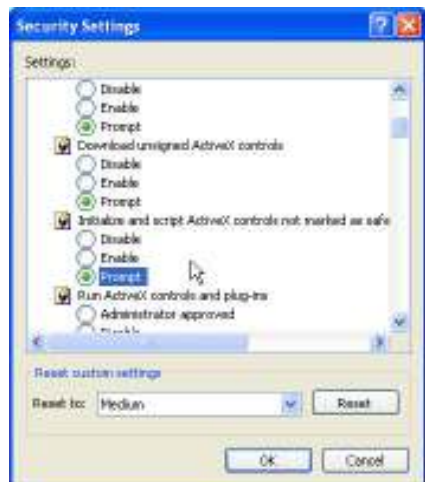 Security Settings
Settings:
Disable
Enable
Prompt
Download unsigned ActiveX controls
Disable
Enable
Prompt
Initialize and script ActiveX controls not marked as safe
Disable
Enable
Prompt
Run ActiveX controls and plug-ins
Administrator approved
Disable
Reset custom settings
Reset to: Medium Reset
OK Cancel